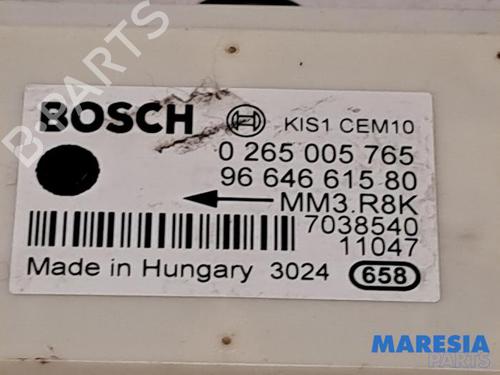 B-PARTS
BOSCH KIS1 CEM10
0 265 005 765
96 646 615 80
MM3.R8K
7038540
11047
Made in Hungary 3024 658
MARESIA
PARTS